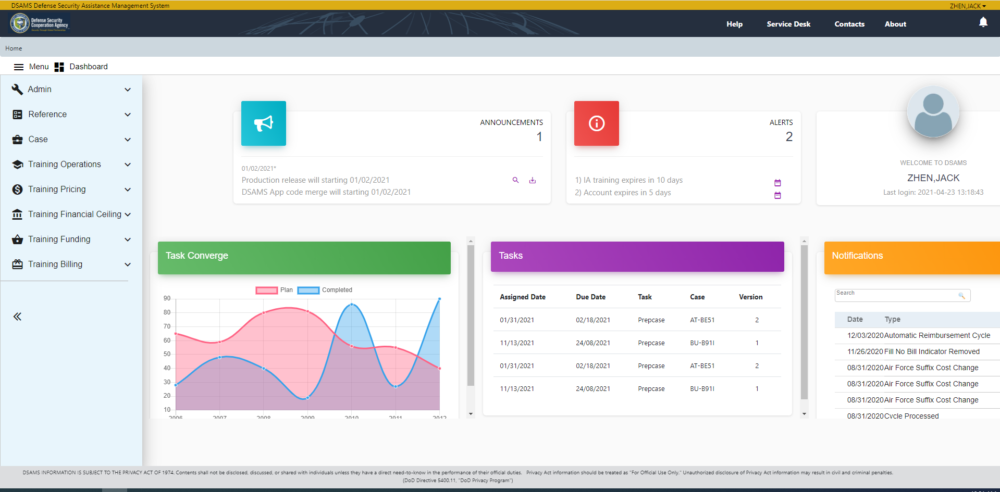 DSAMS Defense Security Assistance Management System
ZHEN,JACK
Defense Security
Cooperation Agency
Help Service Desk Contacts About
Home
Menu Dashboard
Admin
Reference
Case
Training Operations
Training Pricing
Training Financial Ceiling
Training Funding
Training Billing
ANNOUNCEMENTS
1
01/02/2021*
Production release will starting 01/02/2021
DSAMS App code merge will starting 01/02/2021
ALERTS
2
1) IA training expires in 10 days
2) Account expires in 5 days
WELCOME TO DSAMS
ZHEN,JACK
Last login: 2021-04-23 13:18:43
Task Converge
Plan Completed
90
80
70
60
50
40
30
20
10
2006 2007 2008 2009 2010 2011 2012
Tasks
Assigned Date Due Date Task Case Version
01/31/2021 02/18/2021 Prepcase AT-BE51 2
11/13/2021 24/08/2021 Prepcase BU-B91I 1
01/31/2021 02/18/2021 Prepcase AT-BE51 2
11/13/2021 24/08/2021 Prepcase BU-B91I 1
Notifications
Search
Date Type
12/03/2020 Automatic Reimbursement Cycle
11/26/2020 Fill No Bill Indicator Removed
08/31/2020 Air Force Suffix Cost Change
08/31/2020 Air Force Suffix Cost Change
08/31/2020 Air Force Suffix Cost Change
08/31/2020 Cycle Processed
DSAMS INFORMATION IS SUBJECT TO THE PRIVACY ACT OF 1974. Contents shall not be disclosed, discussed, or shared with individuals unless they have a direct need-to-know in the performance of their official duties. Privacy Act information should be treated as "For Official Use Only." Unauthorized disclosure of Privacy Act information may result in civil and criminal penalties.
(DoD Directive 5400.11, "DoD Privacy Program")